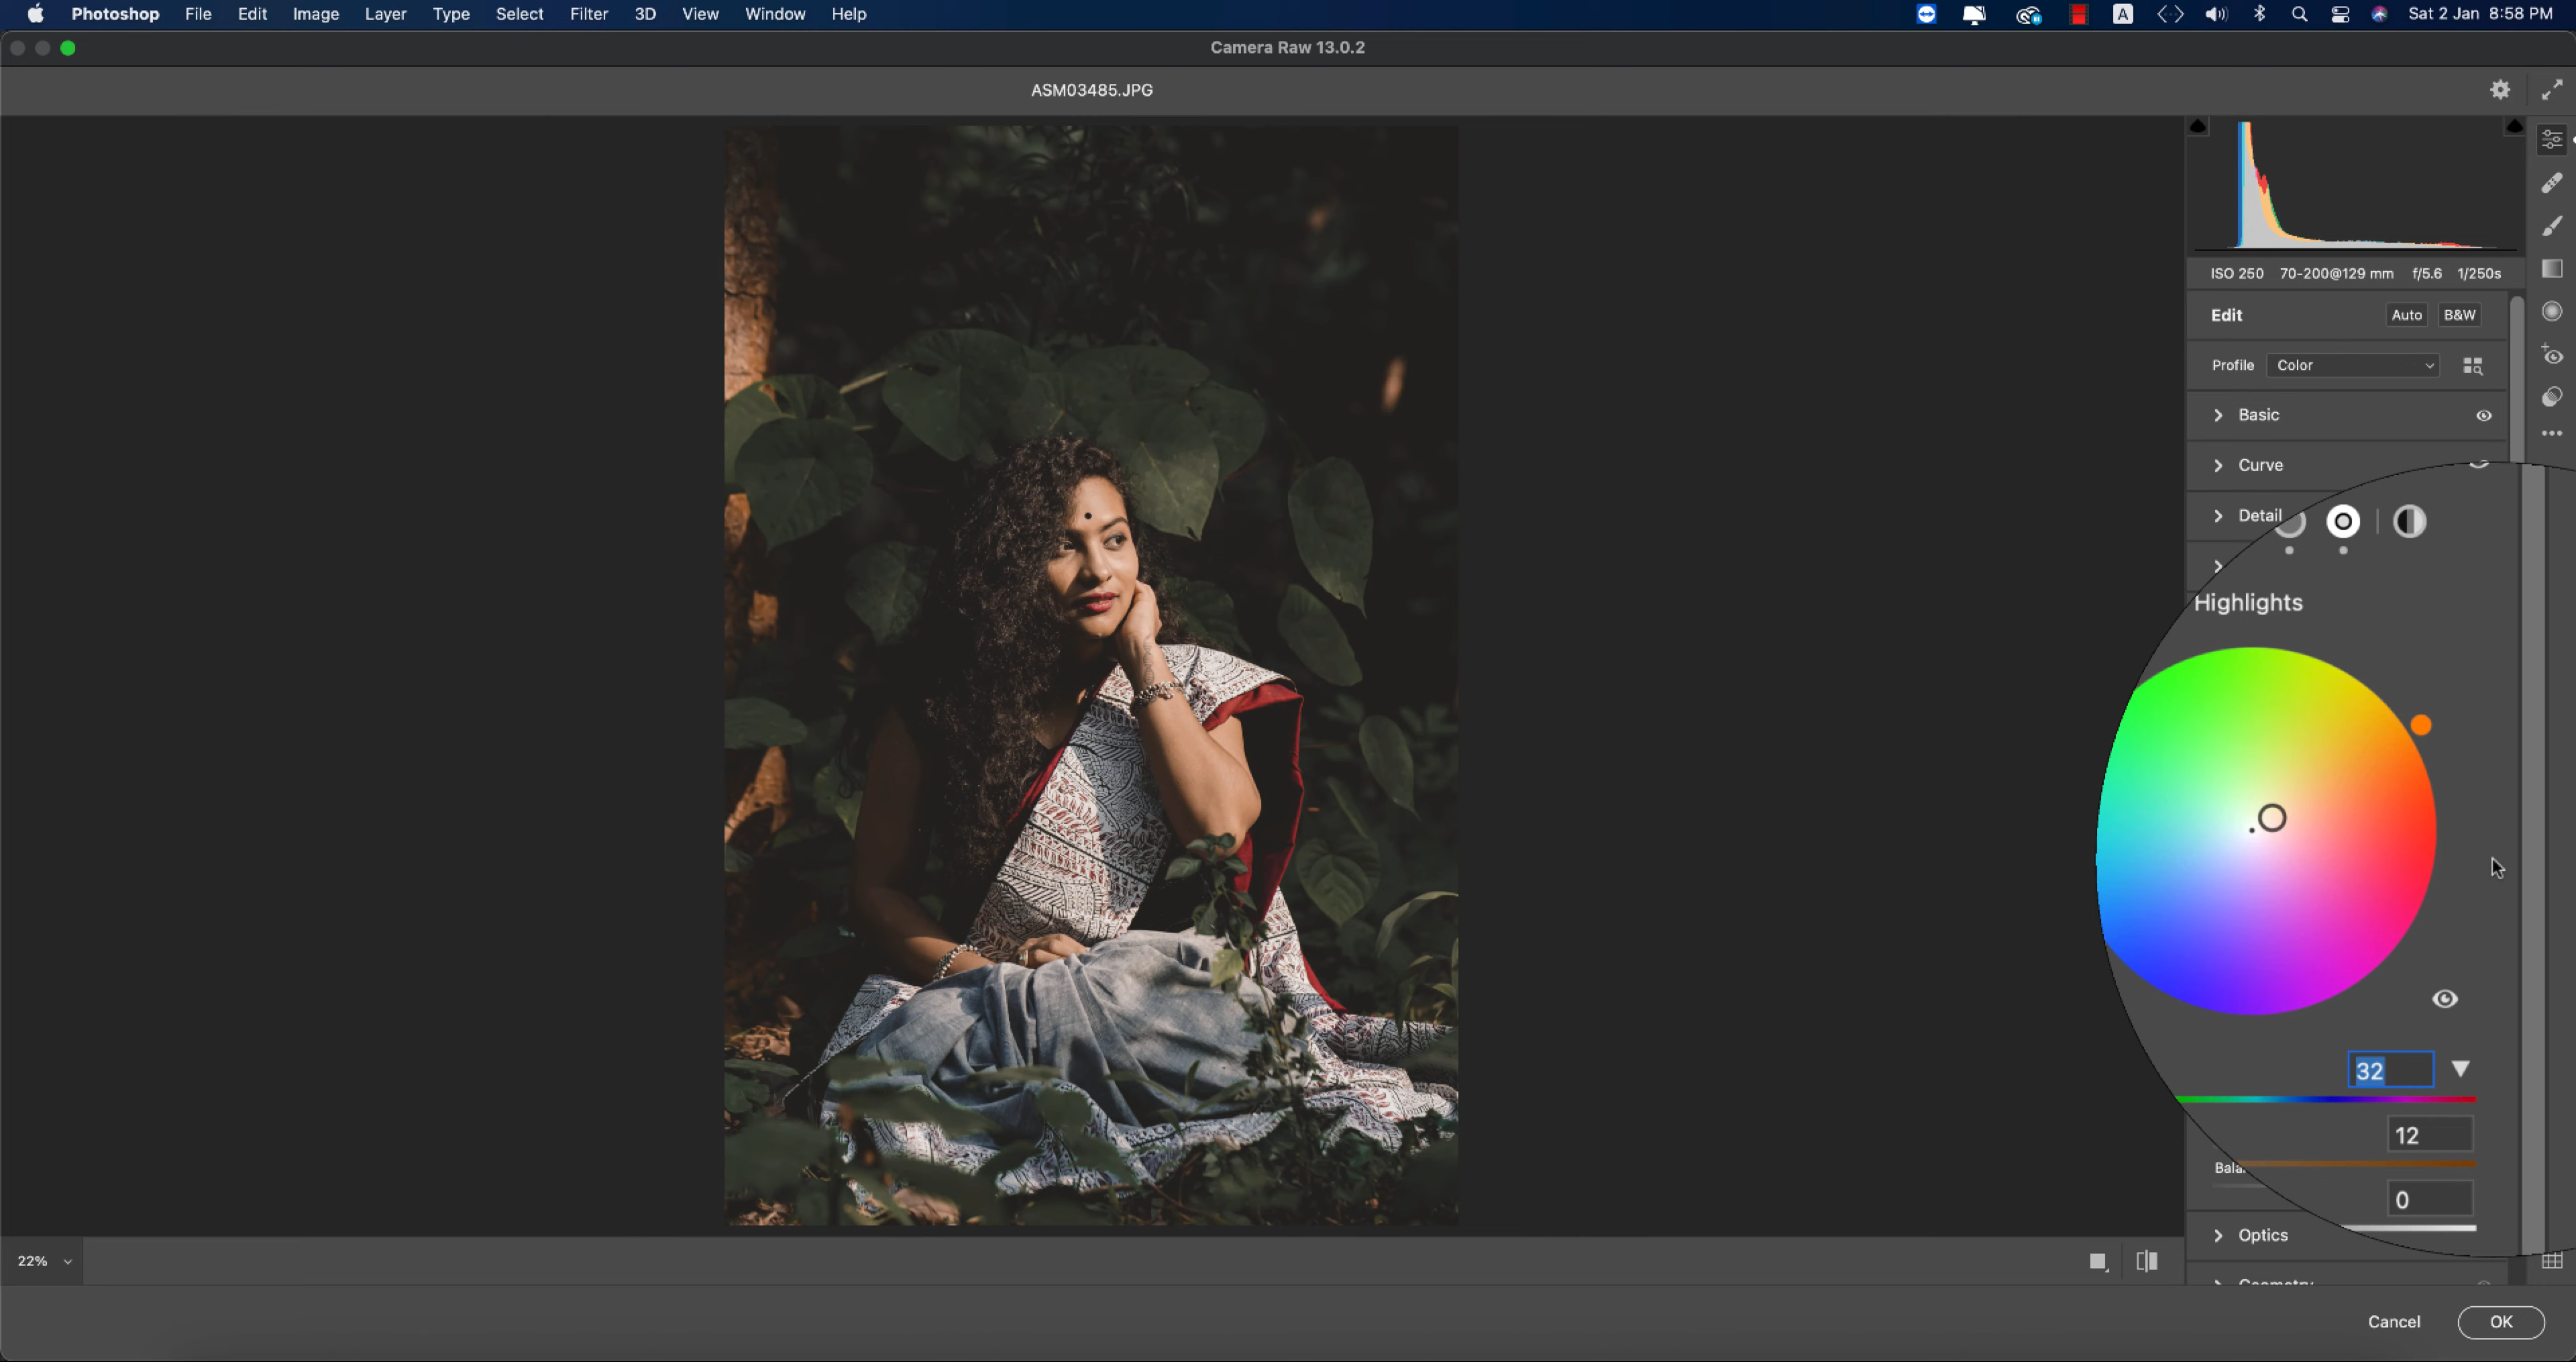 Photoshop File Edit Image Layer Type Select Filter 3D View Window Help A Sat 2 Jan 8:58 PM
Camera Raw 13.0.2
ASM03485.JPG
ISO 250 70-200@129 mm f/5.6 1/250s
Edit Auto B&W
Profile Color
Basic
Curve
Detail
Highlights
32
12
Bala
0
Optics
22%
Geometry
Cancel OK